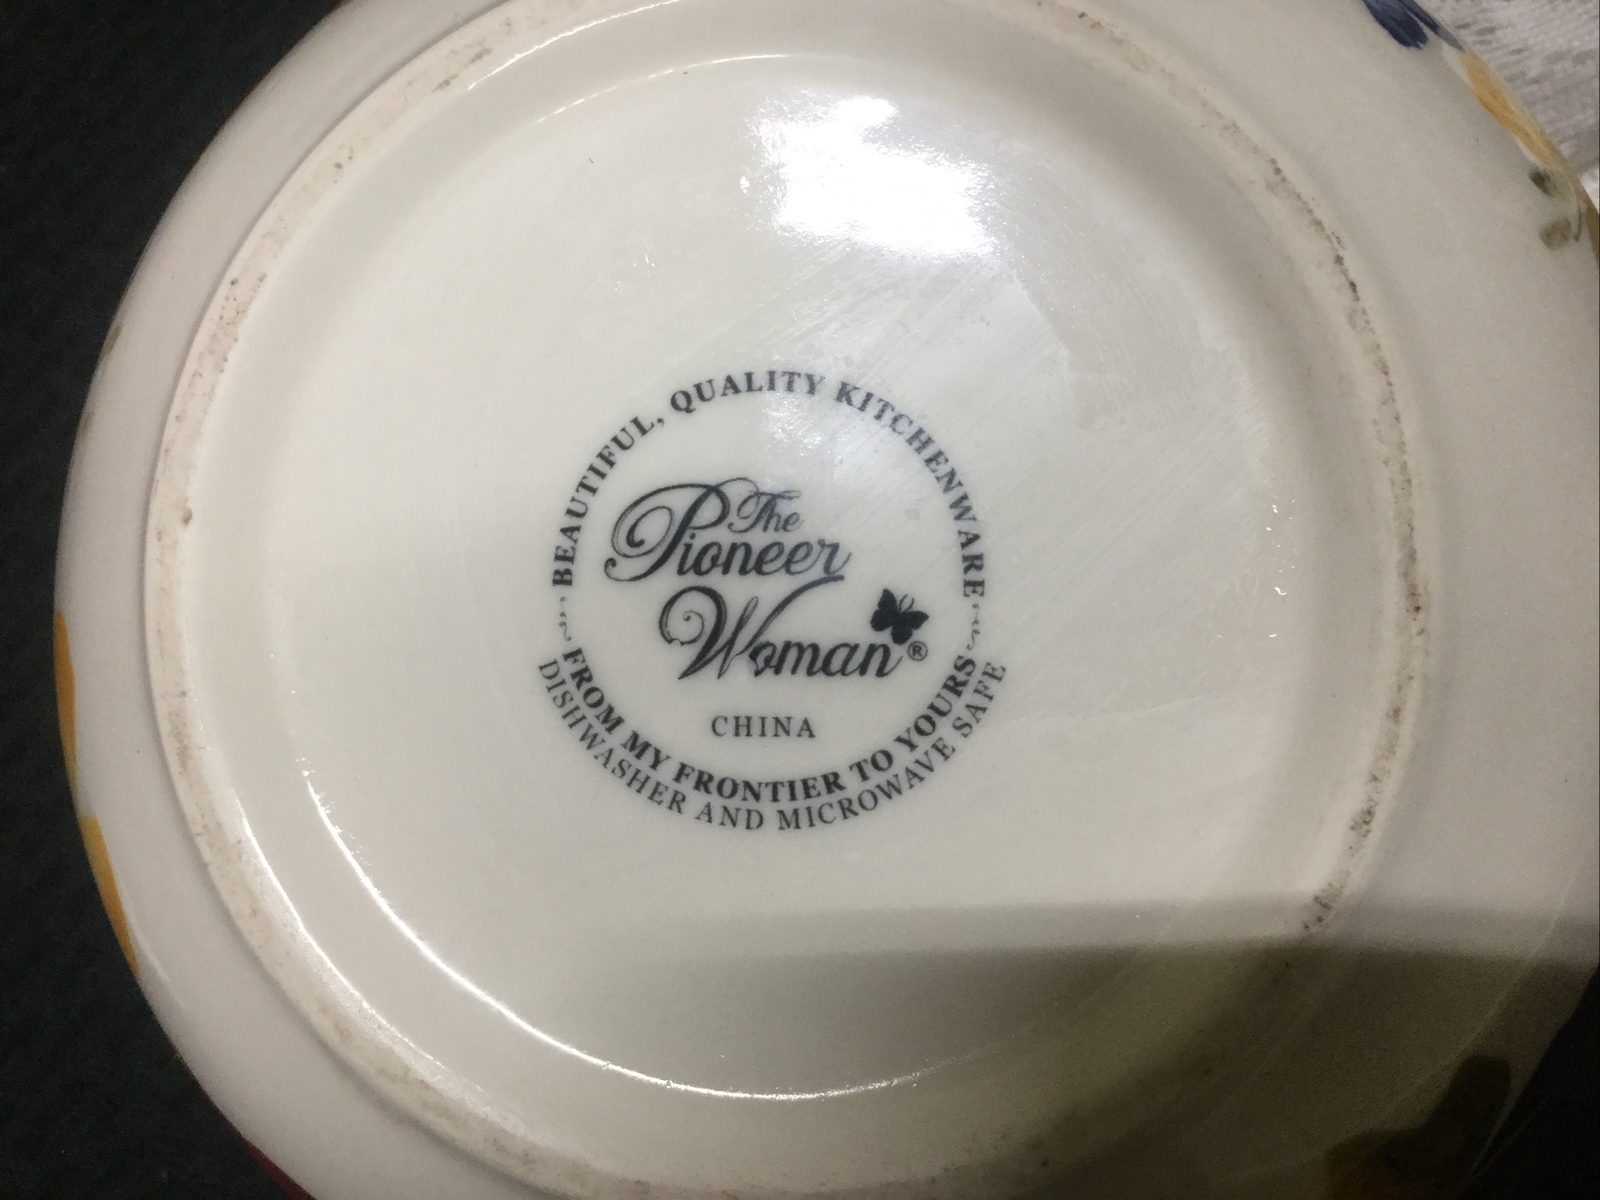 BEAUTIFUL, QUALITY KITCHENWARE
The
Pioneer
Woman®
CHINA
FROM MY FRONTIER TO YOURS
DISHWASHER AND MICROWAVE SAFE